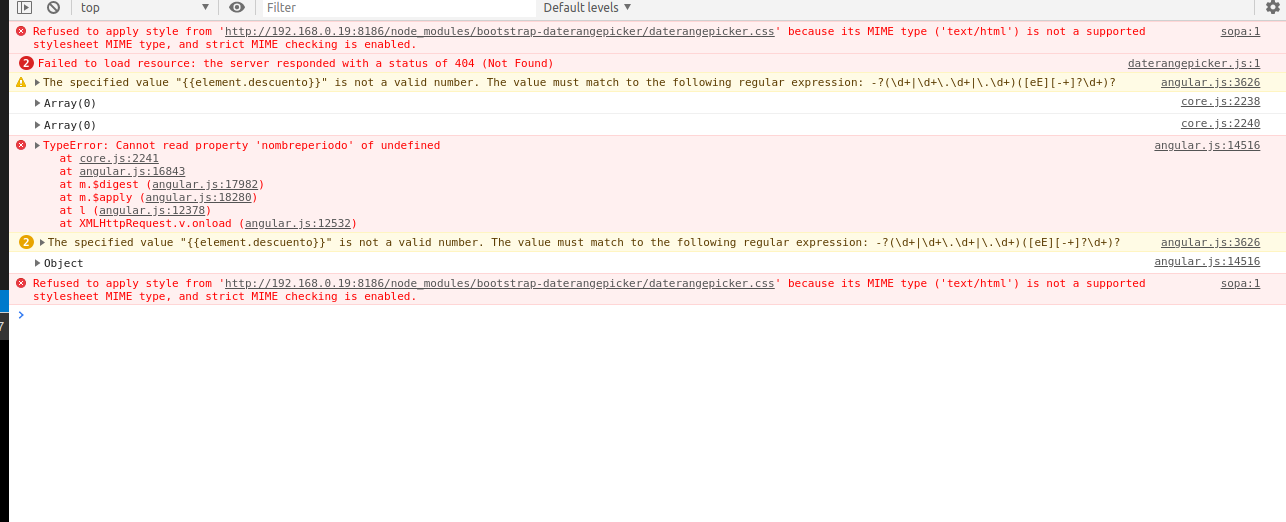 top Filter Default levels
Refused to apply style from 'http://192.168.0.19:8186/node_modules/bootstrap-daterangepicker/daterangepicker.css' because its MIME type ('text/html') is not a supported sopa:1
stylesheet MIME type, and strict MIME checking is enabled.
2 Failed to load resource: the server responded with a status of 404 (Not Found) daterangepicker.js:1
The specified value "{{element.descuento}}" is not a valid number. The value must match to the following regular expression: -?(\d+|\d+\.\d+|\.\d+)([eE][-+]?\d+)? angular.js:3626
Array(0) core.js:2238
Array(0) core.js:2240
TypeError: Cannot read property 'nombreperiodo' of undefined angular.js:14516
at core.js:2241
at angular.js:16843
at m.$digest (angular.js:17982)
at m.$apply (angular.js:18280)
at l (angular.js:12378)
at XMLHttpRequest.v.onload (angular.js:12532)
2 The specified value "{{element.descuento}}" is not a valid number. The value must match to the following regular expression: -?(\d+|\d+\.\d+|\.\d+)([eE][-+]?\d+)? angular.js:3626
Object angular.js:14516
Refused to apply style from 'http://192.168.0.19:8186/node_modules/bootstrap-daterangepicker/daterangepicker.css' because its MIME type ('text/html') is not a supported sopa:1
stylesheet MIME type, and strict MIME checking is enabled.
7